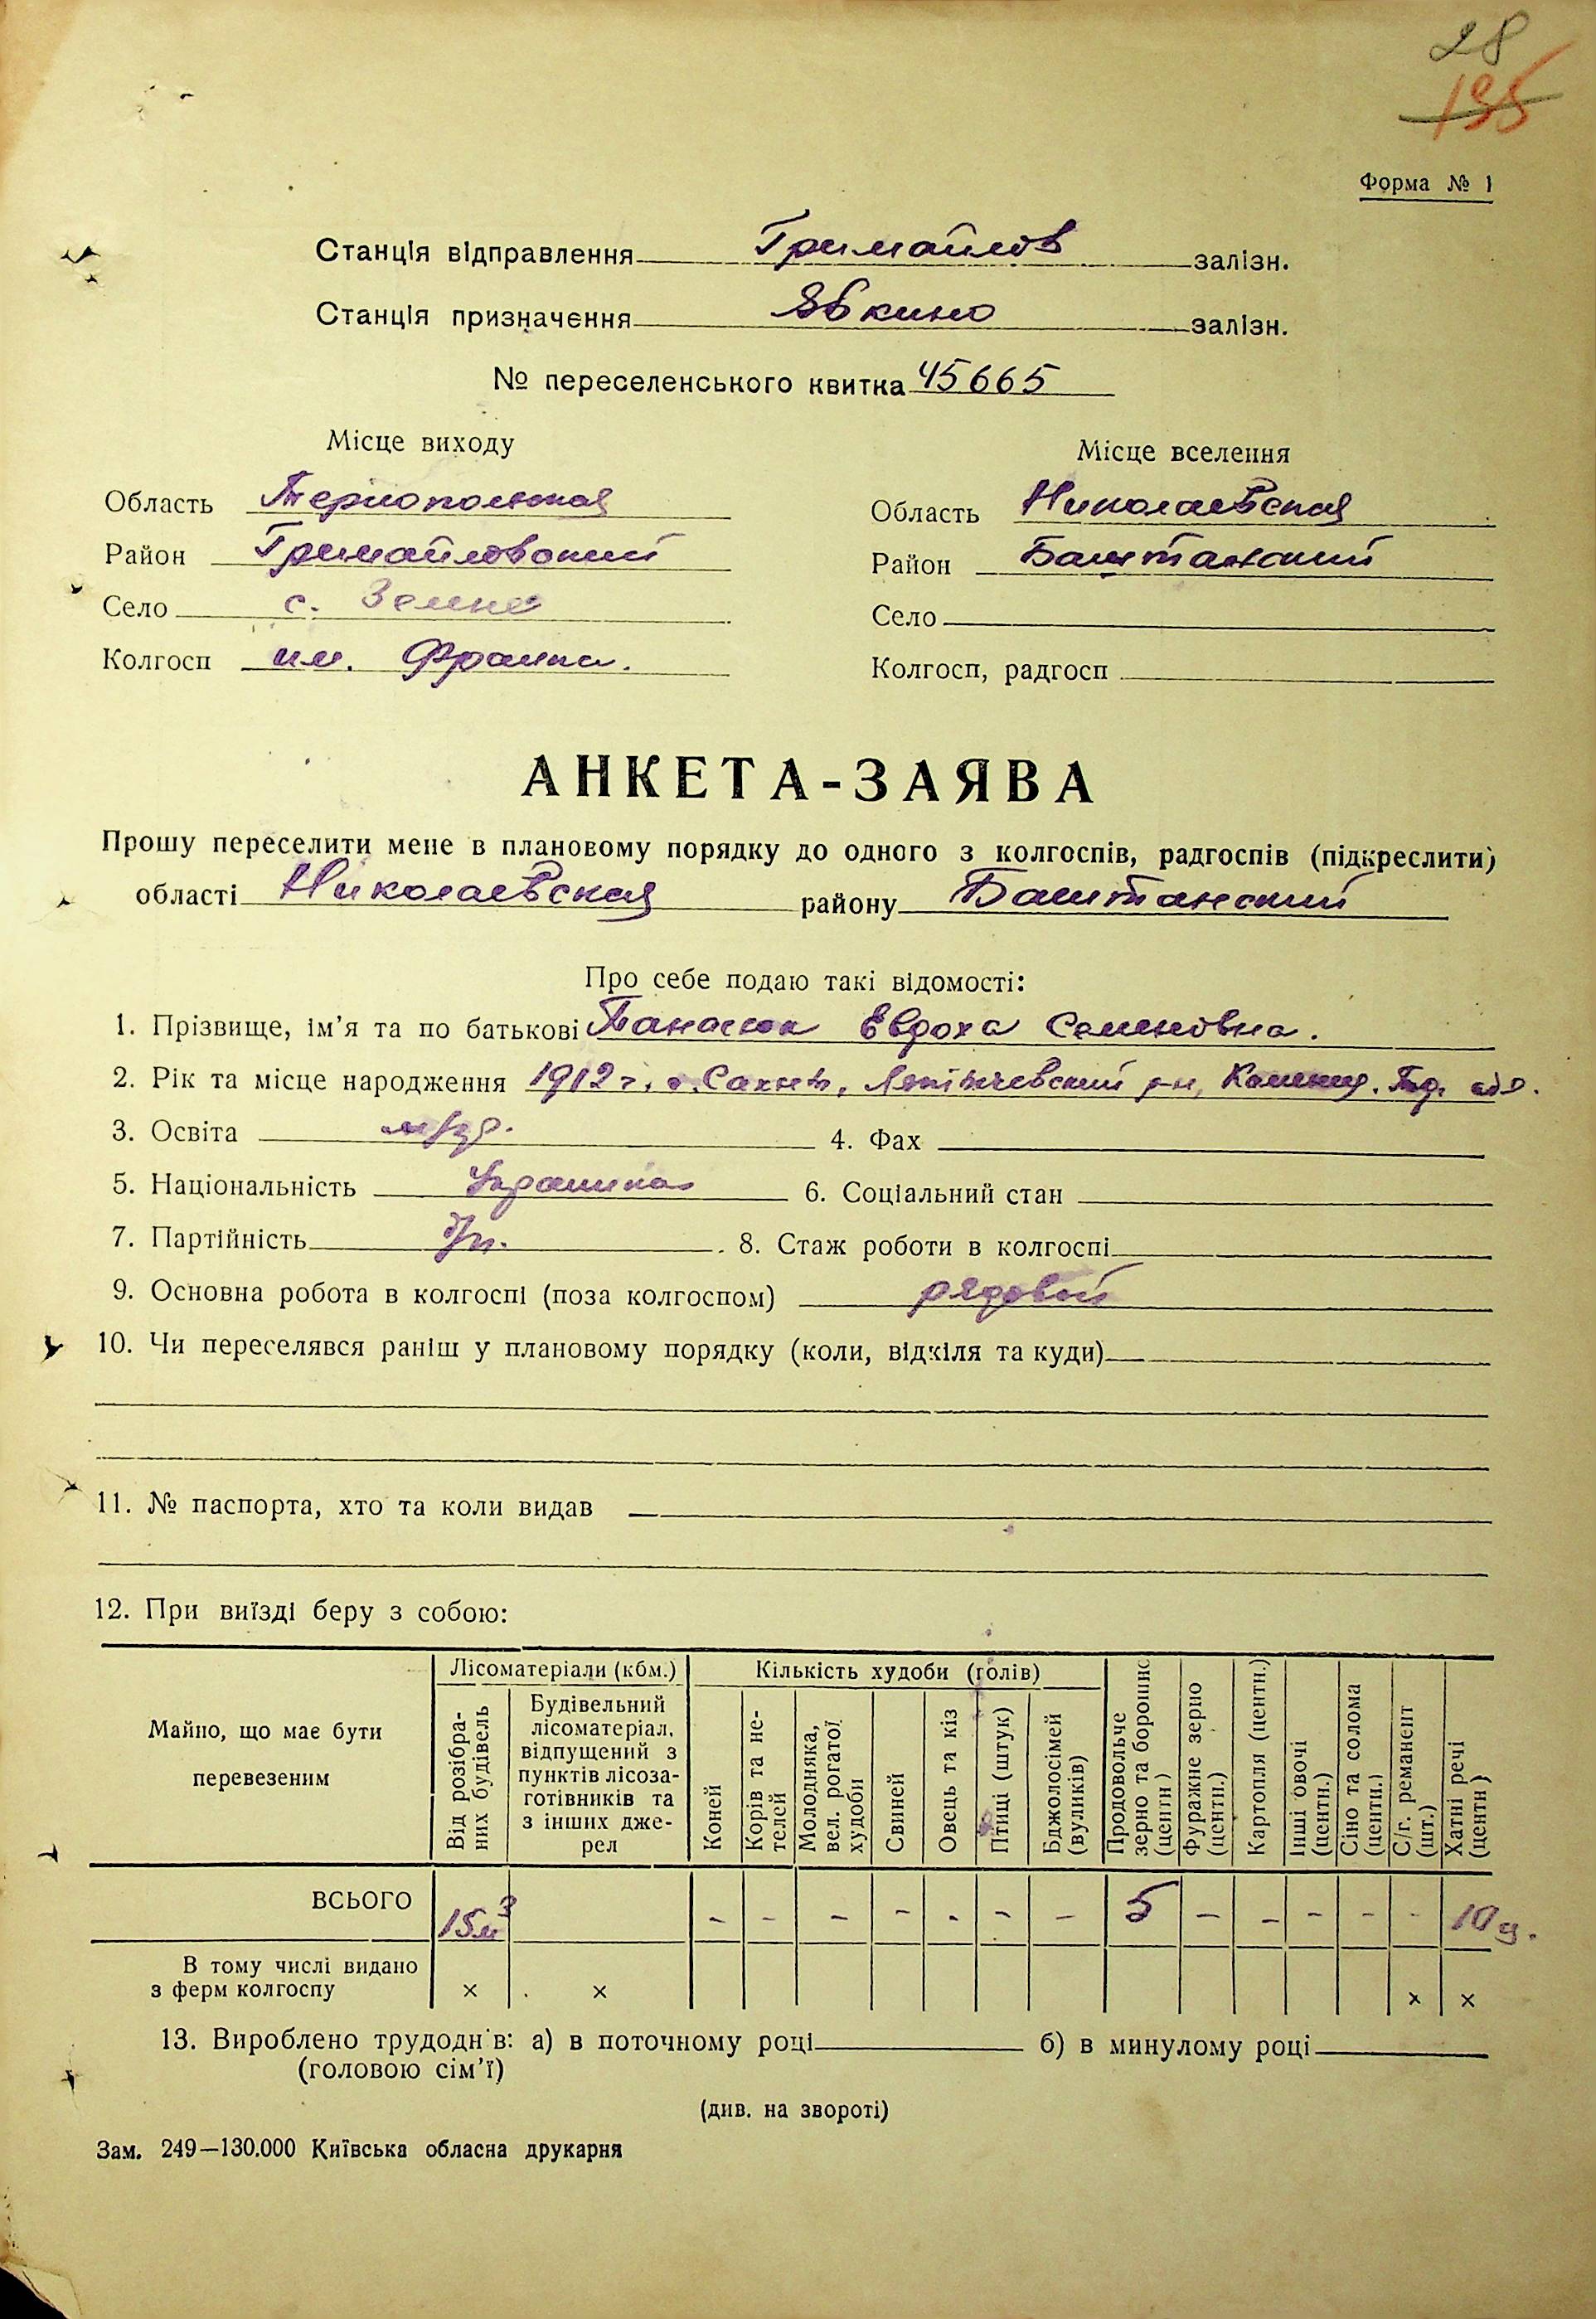 28
195
Форма № 1
Станція відправлення Гримайлов залізн.
Станція призначення Явкино залізн.
№ переселенського квитка 45665
Місце виходу
Область Тернопольская
Район Гримайловский
Село с. Зелене
Колгосп им. Франка.
Місце вселення
Область Николаевская
Район Баштанский
Село
Колгосп, радгосп
АНКЕТА-ЗАЯВА
Прошу переселити мене в плановому порядку до одного з колгоспів, радгоспів (підкреслити)
області Николаевская району Баштанский
Про себе подаю такі відомості:
1. Прізвище, ім’я та по батькові Панасюк Евдоха Семеновна.
2. Рік та місце народження 1912 г., с. р-н, Каменец. Под. обл.
3. Освіта м/гр. 4. Фах
5. Національність Украинка 6. Соціальний стан
7. Партійність б/п. 8. Стаж роботи в колгоспі
9. Основна робота в колгоспі (поза колгоспом) рядовой
10. Чи переселявся раніш у плановому порядку (коли, відкіля та куди)
11. № паспорта, хто та коли видав
12. При виїзді беру з собою:
Майно, що має бути перевезеним
Лісоматеріали (кбм.)
Від розібраних будівель
Будівельний лісоматеріал, відпущений з пунктів лісозаготівників та з інших джерел
Кількість худоби (голів)
Коней
Корів та нетелей
Молодняка, вел. рогатої худоби
Свиней
Овець та кіз
Птиці (штук)
Бджолосімей (вуликів)
Продовольче зерно та борошно (центн)
Фуражне зерно (центн.)
Картопля (центн.)
Інші овочі (центн.)
Сіно та солома (центн.)
С/г. реманент (шт.)
Хатні речі (центн)
ВСЬОГО 15м³ - - - - - - - 5 - - - - - 10 ц.
В тому числі видано з ферм колгоспу × × × ×
13. Вироблено трудоднів: а) в поточному році б) в минулому році
(головою сім’ї)
(див. на звороті)
Зам. 249—130.000 Київська обласна друкарня